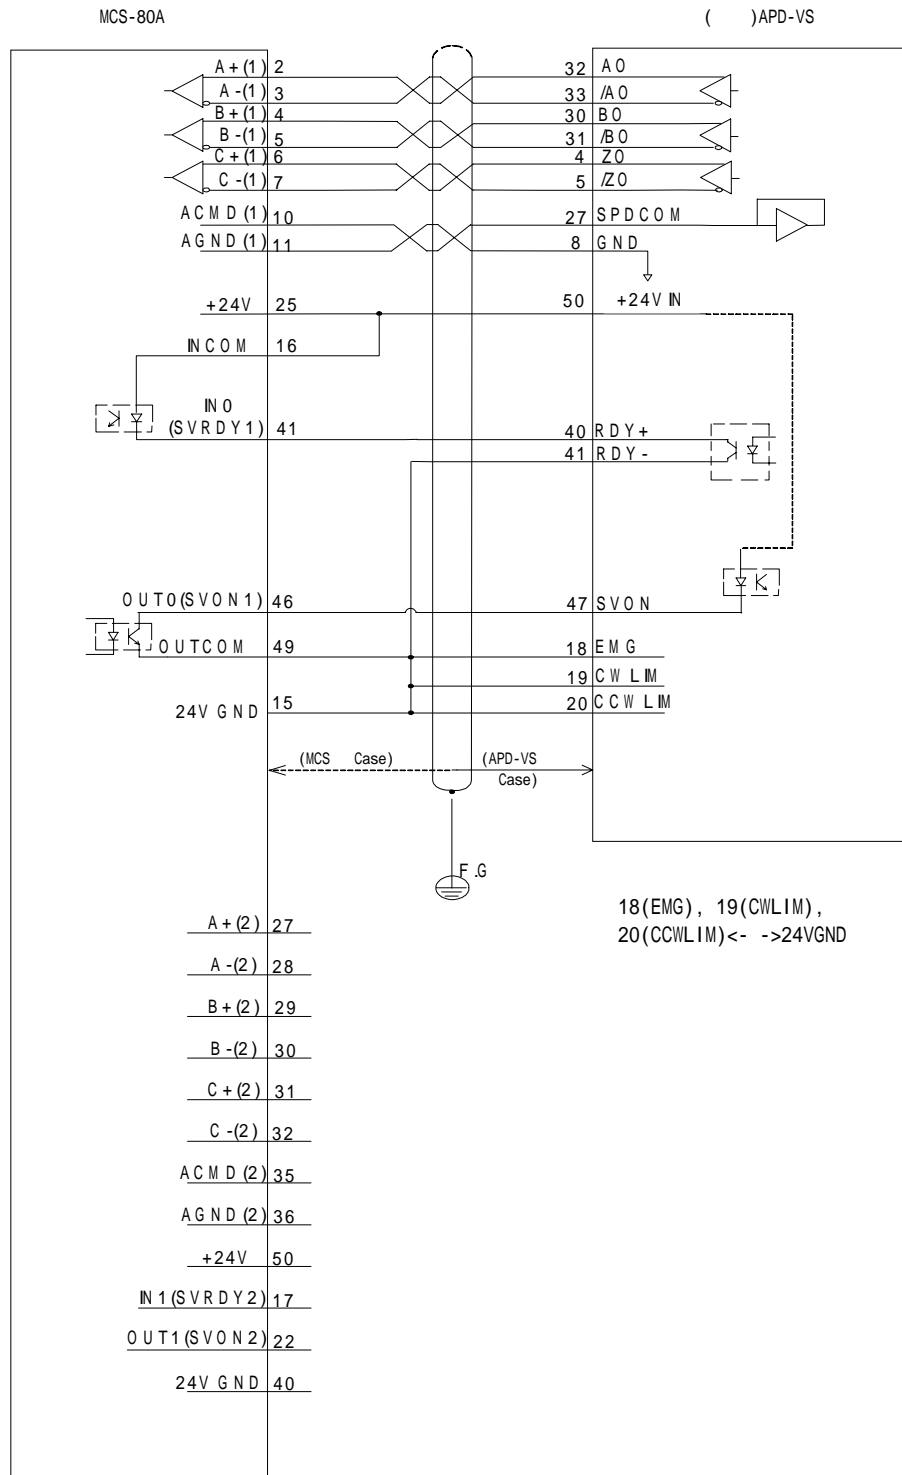 MCS-80A
(    )APD-VS
A+(1) 2    32 AO
A-(1) 3    33 /AO
B+(1) 4    30 BO
B-(1) 5    31 /BO
C+(1) 6    4 ZO
C-(1) 7    5 /ZO
ACMD(1) 10    27 SPDCOM
AGND(1) 11    8 GND
+24V 25    50 +24V IN
INCOM 16
IN0
(SVRDY1) 41    40 RDY+
41 RDY-
OUT0(SVON1) 46    47 SVON
OUTCOM 49    18 EMG
19 CWLIM
24V GND 15    20 CCWLIM
(MCS    Case)    (APD-VS
Case)
F.G
18(EMG), 19(CWLIM),
20(CCWLIM)<- ->24VGND
A+(2) 27
A-(2) 28
B+(2) 29
B-(2) 30
C+(2) 31
C-(2) 32
ACMD(2) 35
AGND(2) 36
+24V 50
IN1(SVRDY2) 17
OUT1(SVON2) 22
24V GND 40